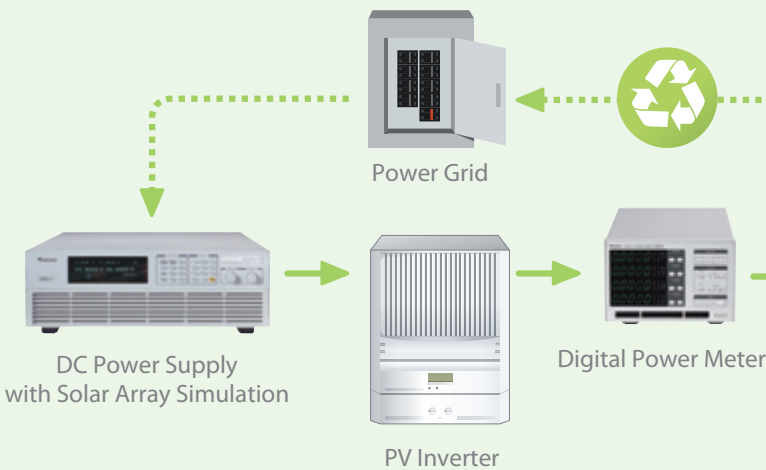 Power Grid
DC Power Supply
with Solar Array Simulation
PV Inverter
Digital Power Meter